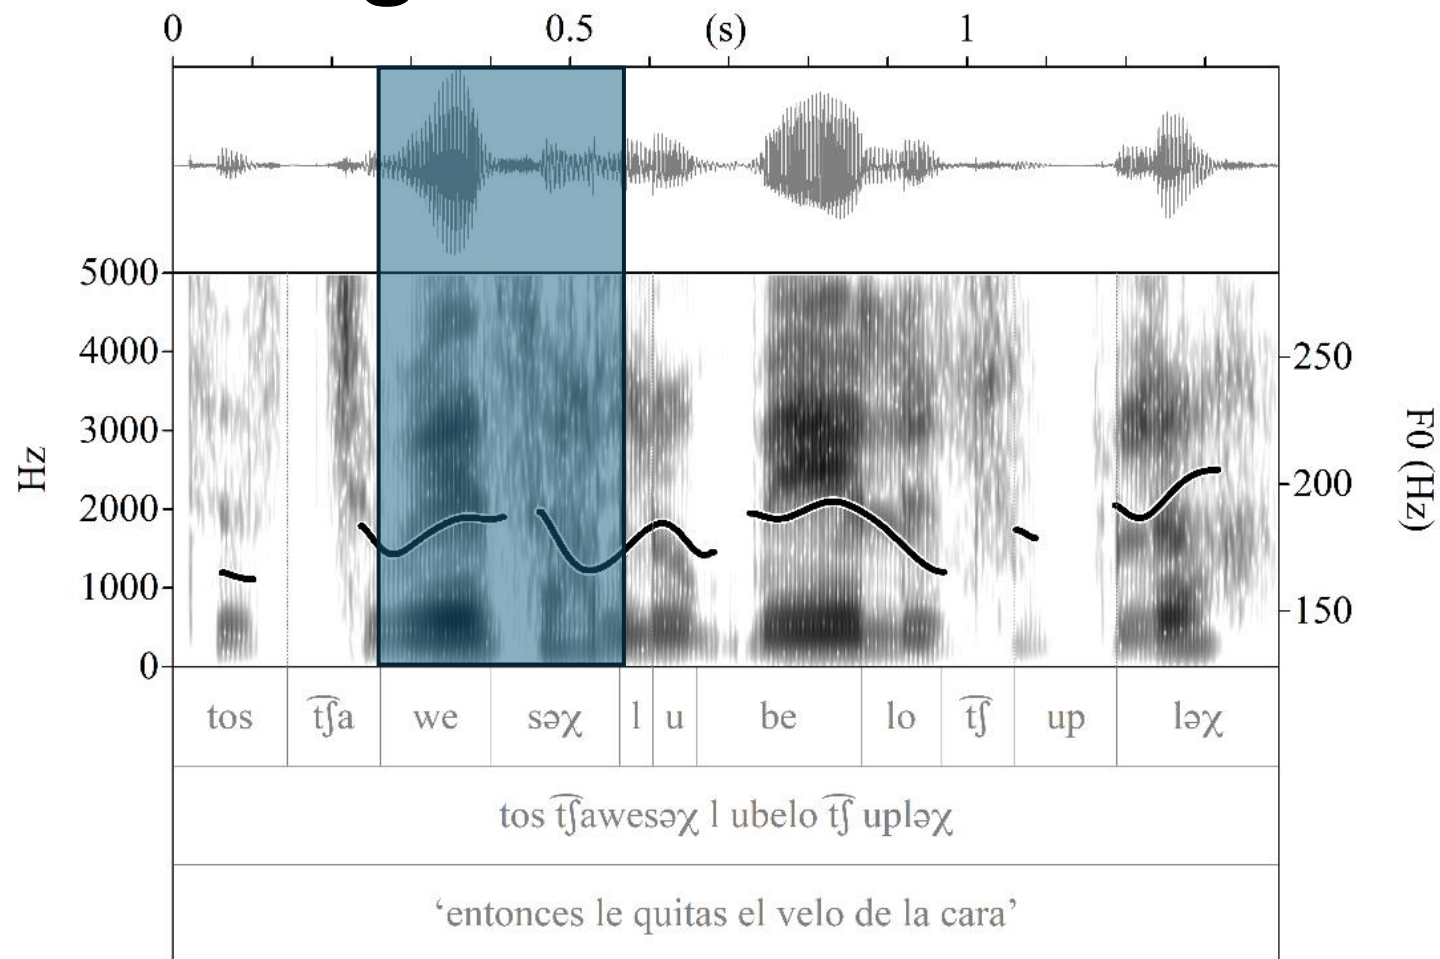 0 0.5 (s) 1
5000
4000
3000
2000
1000
0
Hz
250
200
150
F0 (Hz)
tos t͡ʃa we səχ l u be lo t͡ʃ up ləχ
tos t͡ʃawesəχ l ubelo t͡ʃ upləχ
‘entonces le quitas el velo de la cara’